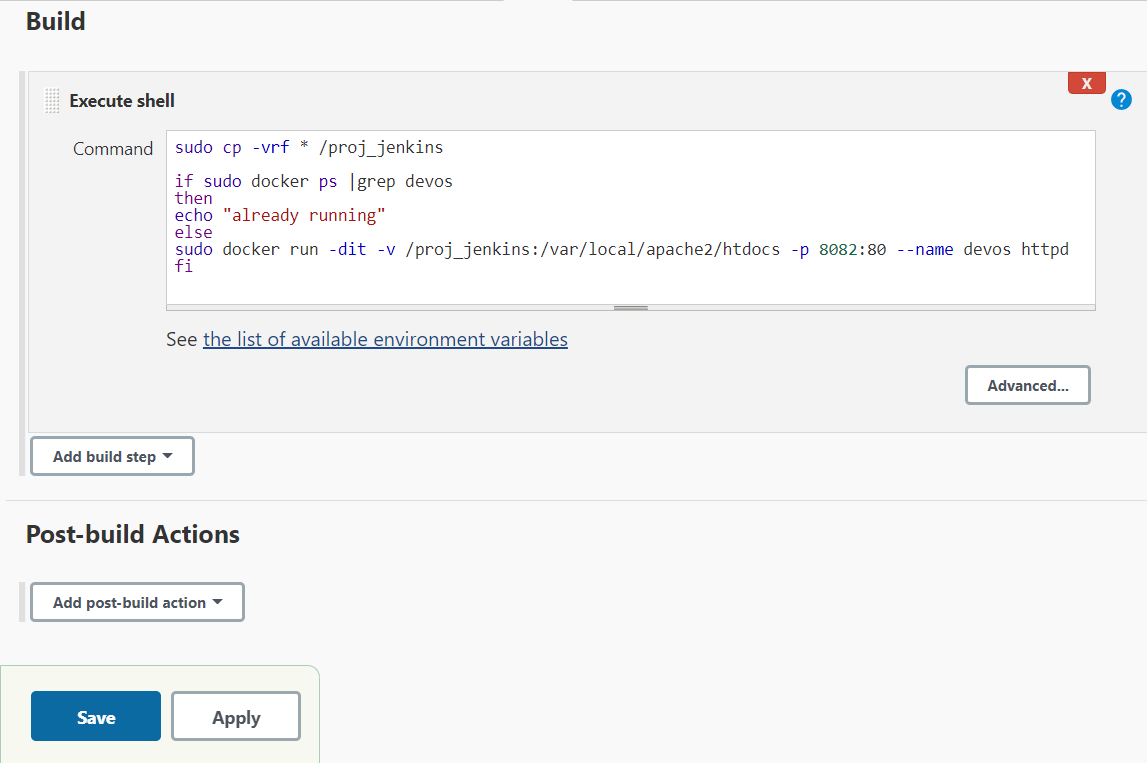 Build
X
Execute shell
?
Command
sudo cp -vrf * /proj_jenkins
if sudo docker ps |grep devos
then
echo "already running"
else
sudo docker run -dit -v /proj_jenkins:/var/local/apache2/htdocs -p 8082:80 --name devos httpd
fi
See the list of available environment variables
Advanced...
Add build step
Post-build Actions
Add post-build action
Save Apply